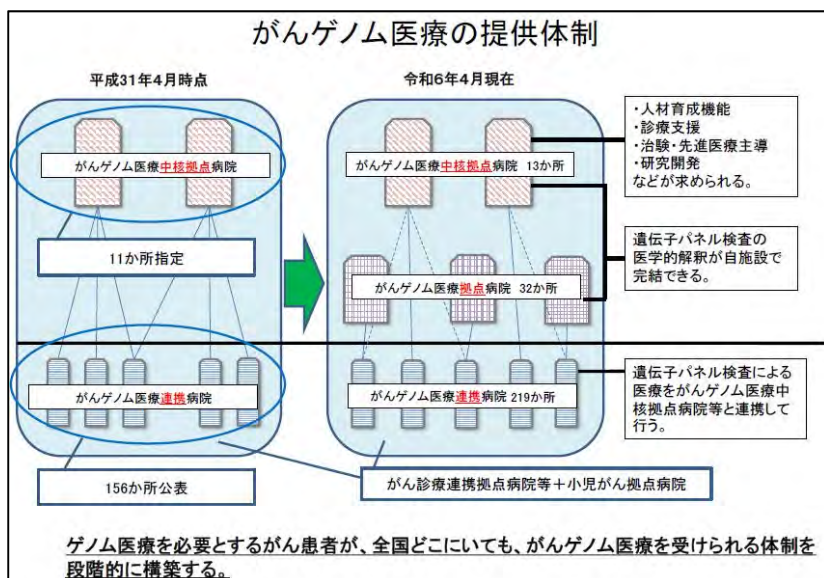 がんゲノム医療の提供体制
平成31年4月時点
がんゲノム医療中核拠点病院
11か所指定
がんゲノム医療連携病院
156か所公表
令和6年4月現在
がんゲノム医療中核拠点病院 13か所
がんゲノム医療拠点病院 32か所
がんゲノム医療連携病院 219か所
がん診療連携拠点病院等+小児がん拠点病院
・人材育成機能
・診療支援
・治験・先進医療主導
・研究開発
などが求められる。
遺伝子パネル検査の
医学的解釈が自施設で
完結できる。
遺伝子パネル検査による
医療をがんゲノム医療中
核拠点病院等と連携して
行う。
ゲノム医療を必要とするがん患者が、全国どこにいても、がんゲノム医療を受けられる体制を
段階的に構築する。